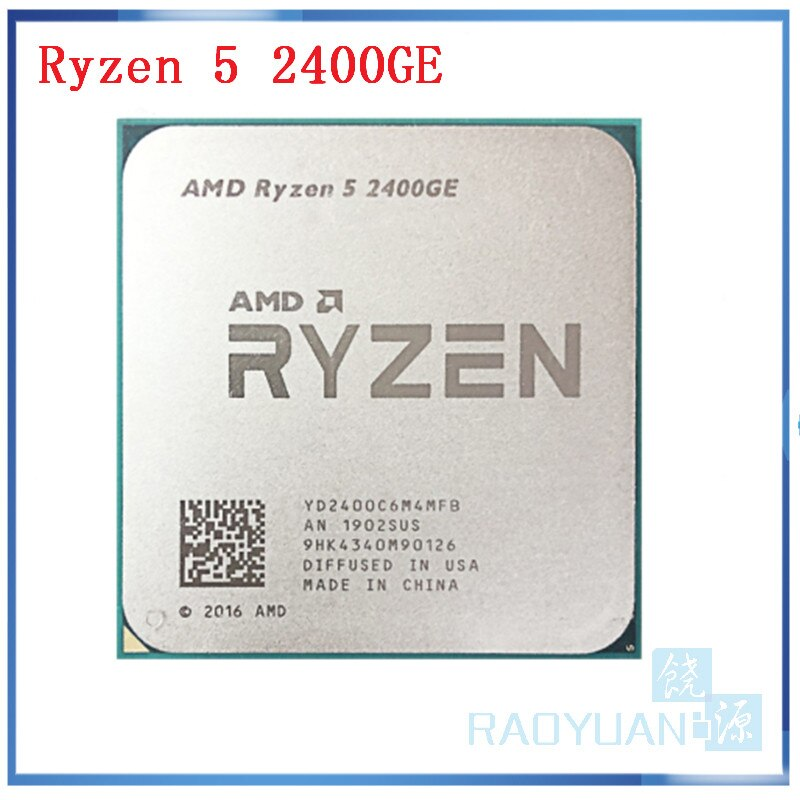 Ryzen 5 2400GE
AMD Ryzen 5 2400GE
AMD
RYZEN
YD2400C6M4MFB
AN 1902SUS
9HK4340M90126
DIFFUSED IN USA
MADE IN CHINA
© 2016 AMD
S
饶
RAOYUAN 源